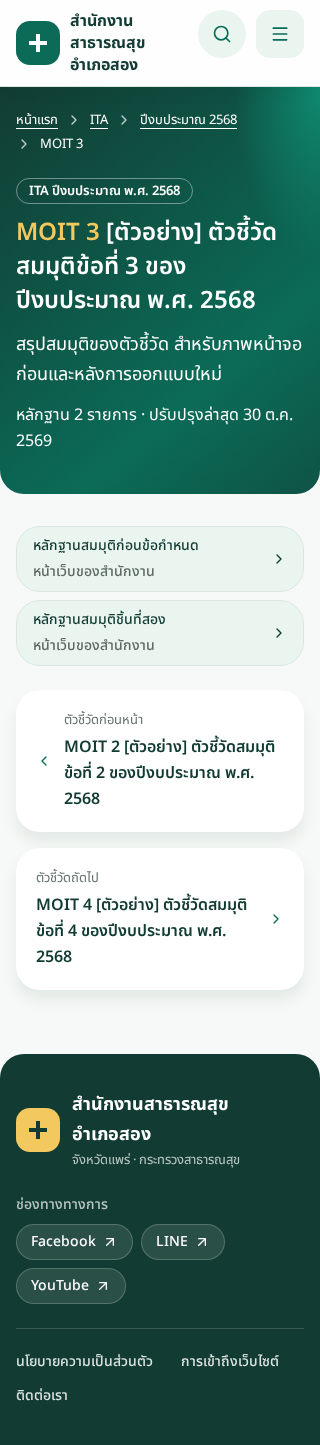 สำนักงาน
สาธารณสุข
อำเภอสอง
หน้าแรก
ITA
ปีงบประมาณ 2568
MOIT 3
ITA ปีงบประมาณ พ.ศ. 2568
MOIT 3 [ตัวอย่าง] ตัวชี้วัด
สมมุติข้อที่ 3 ของ
ปีงบประมาณ พ.ศ. 2568
สรุปสมมุติของตัวชี้วัด สำหรับภาพหน้าจอ
ก่อนและหลังการออกแบบใหม่
หลักฐาน 2 รายการ · ปรับปรุงล่าสุด 30 ต.ค.
2569
หลักฐานสมมุติก่อนข้อกำหนด
หน้าเว็บของสำนักงาน
หลักฐานสมมุติชิ้นที่สอง
หน้าเว็บของสำนักงาน
ตัวชี้วัดก่อนหน้า
MOIT 2 [ตัวอย่าง] ตัวชี้วัดสมมุติ
ข้อที่ 2 ของปีงบประมาณ พ.ศ.
2568
ตัวชี้วัดถัดไป
MOIT 4 [ตัวอย่าง] ตัวชี้วัดสมมุติ
ข้อที่ 4 ของปีงบประมาณ พ.ศ.
2568
สำนักงานสาธารณสุข
อำเภอสอง
จังหวัดแพร่ · กระทรวงสาธารณสุข
ช่องทางทางการ
Facebook
LINE
YouTube
นโยบายความเป็นส่วนตัว
การเข้าถึงเว็บไซต์
ติดต่อเรา